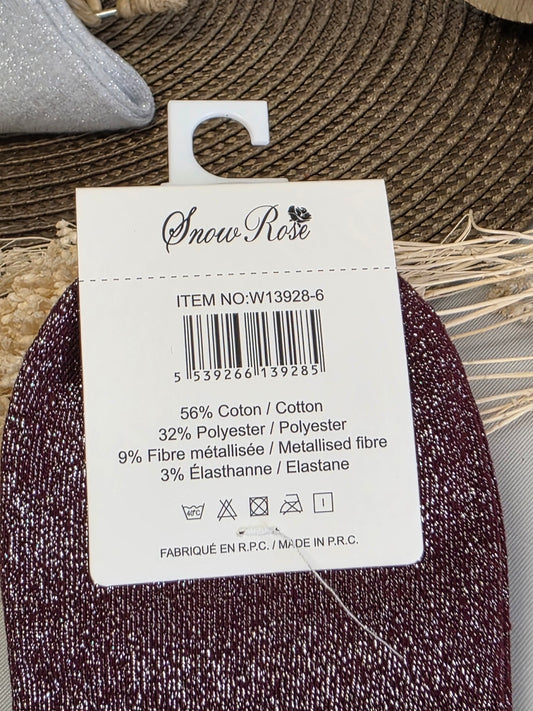 Snow Rose
ITEM NO:W13928-6
5 539266 139285
56% Coton / Cotton
32% Polyester / Polyester
9% Fibre métallisée / Metallised fibre
3% Élasthanne / Elastane
40°C
FABRIQUÉ EN R.P.C. / MADE IN P.R.C.